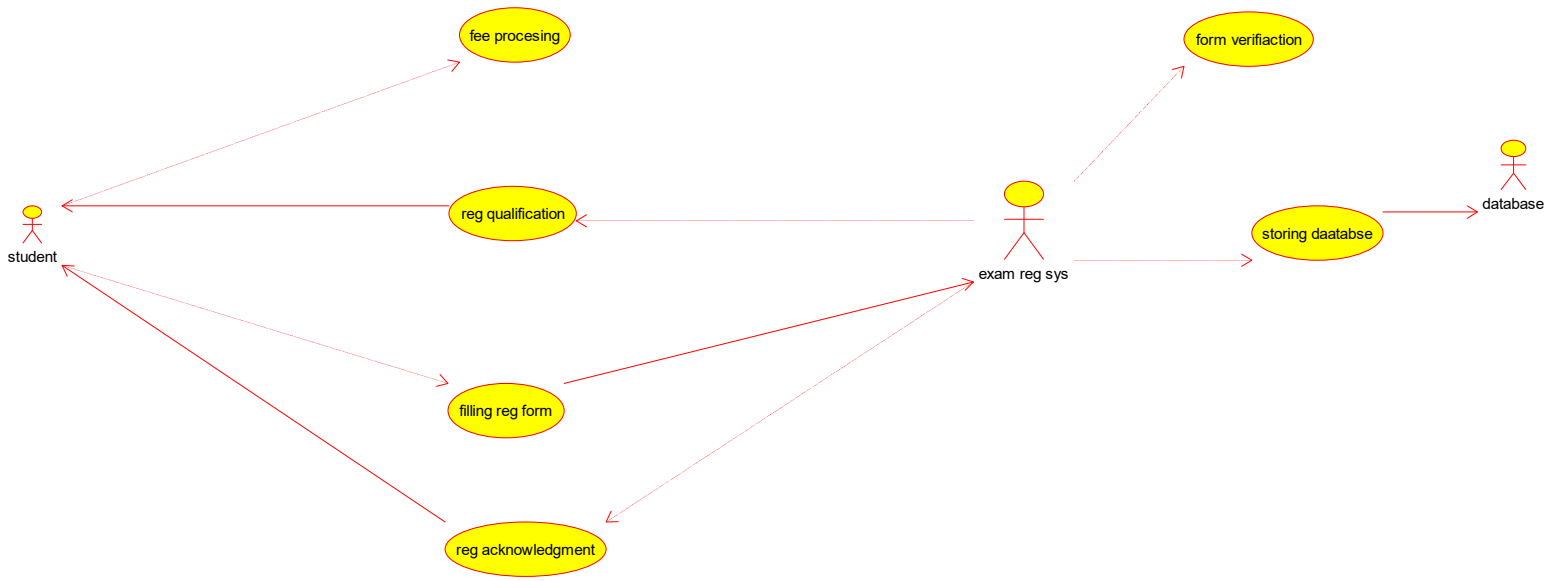 fee procesing
form verifiaction
database
reg qualification
storing daatabse
student
exam reg sys
filling reg form
reg acknowledgment